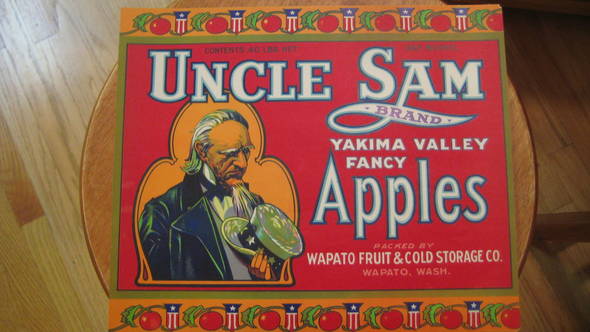 CONTENTS 40 LBS NET
UNCLE SAM
BRAND
YAKIMA VALLEY
FANCY
Apples
PACKED BY
WAPATO FRUIT & COLD STORAGE CO.
WAPATO, WASH.